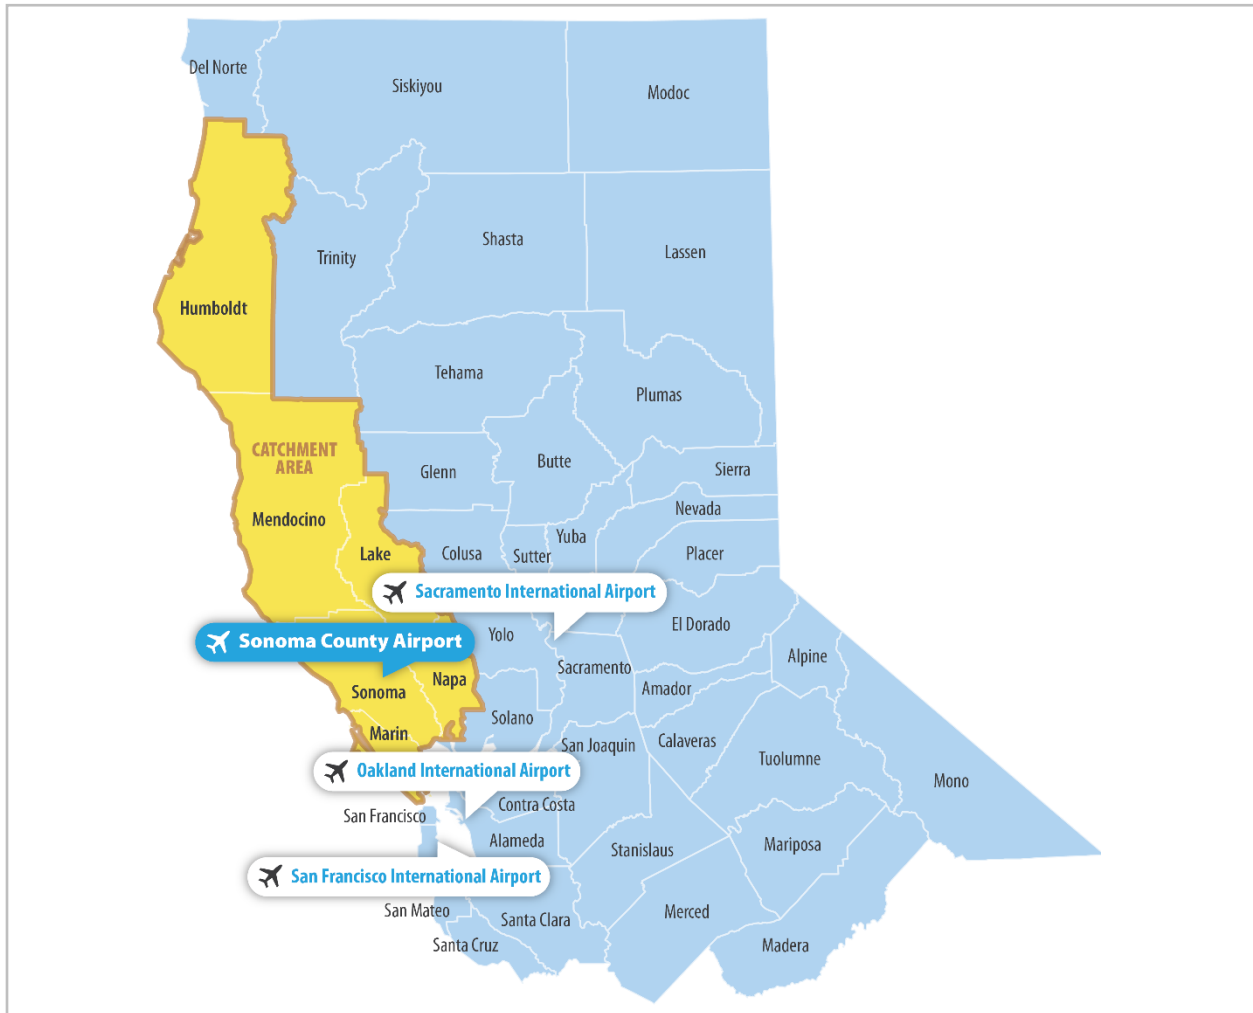 Del Norte
Siskiyou
Modoc
Trinity
Shasta
Lassen
Humboldt
Tehama
Plumas
CATCHMENT
AREA
Glenn
Butte
Sierra
Mendocino
Nevada
Lake
Colusa
Sutter
Yuba
Placer
Sacramento International Airport
Sonoma County Airport
Yolo
El Dorado
Sacramento
Alpine
Sonoma
Napa
Amador
Solano
Marin
San Joaquin
Calaveras
Tuolumne
Oakland International Airport
Mono
San Francisco
Contra Costa
Alameda
Stanislaus
Mariposa
San Francisco International Airport
San Mateo
Santa Clara
Merced
Santa Cruz
Madera